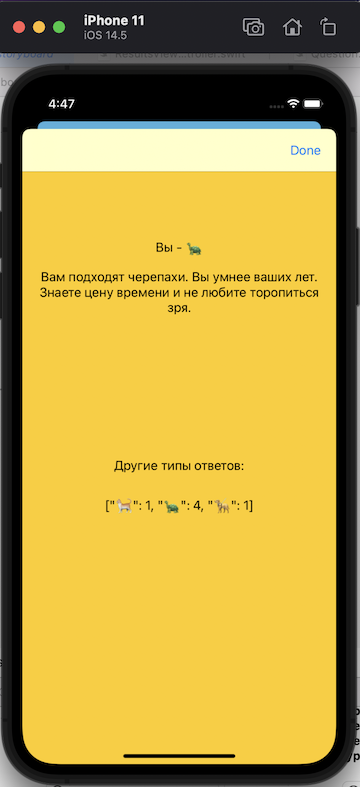 iPhone 11
iOS 14.5
4:47
Done
Вы - 🐢
Вам подходят черепахи. Вы умнее ваших лет.
Знаете цену времени и не любите торопиться
зря.
Другие типы ответов:
["🐈": 1, "🐢": 4, "🐕": 1]